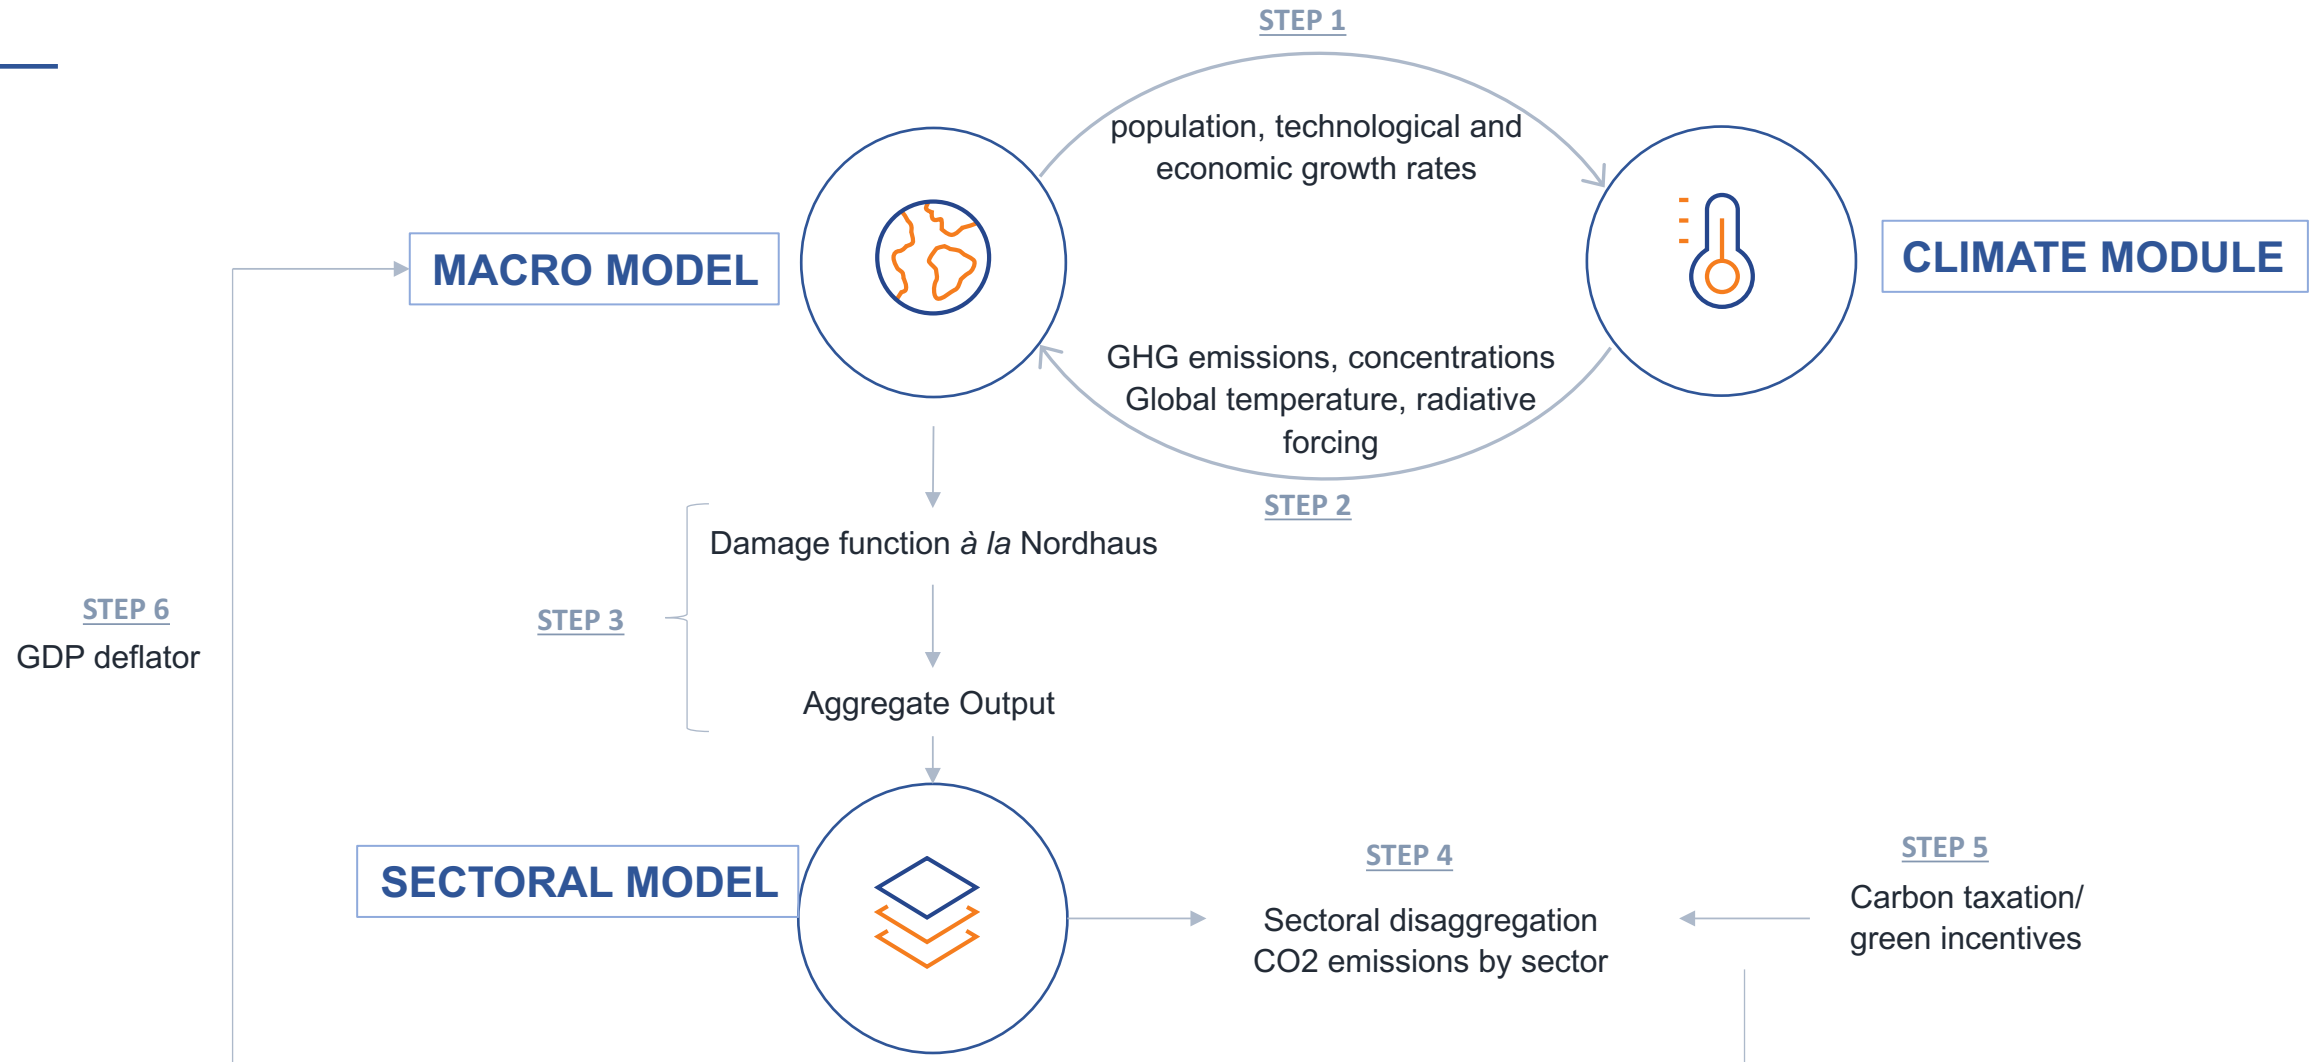 STEP 1
population, technological and
economic growth rates
MACRO MODEL
CLIMATE MODULE
GHG emissions, concentrations
Global temperature, radiative
forcing
STEP 2
Damage function à la Nordhaus
STEP 3
STEP 6
GDP deflator
Aggregate Output
SECTORAL MODEL
STEP 4
Sectoral disaggregation
CO2 emissions by sector
STEP 5
Carbon taxation/
green incentives